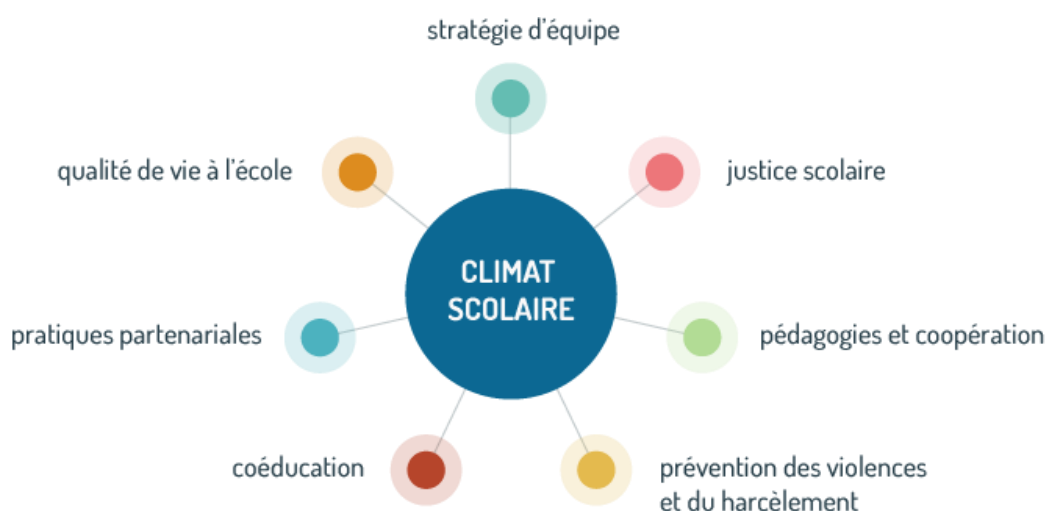 stratégie d'équipe
qualité de vie à l'école
justice scolaire
CLIMAT
SCOLAIRE
pratiques partenariales
pédagogies et coopération
coéducation
prévention des violences
et du harcèlement